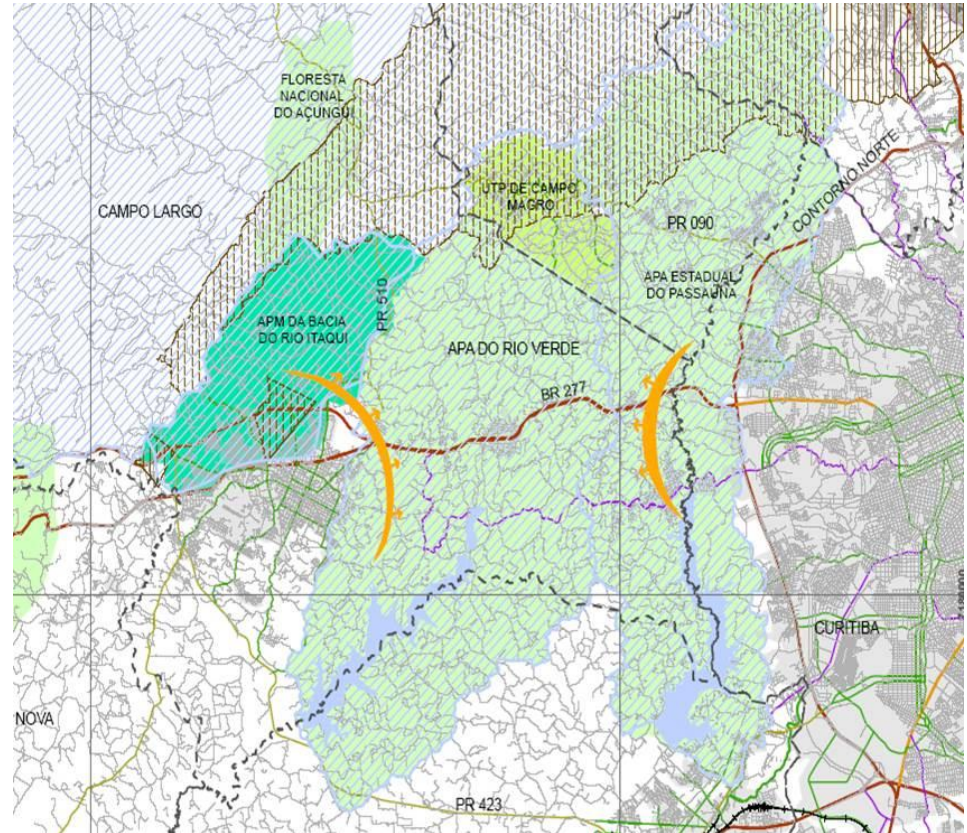 FLORESTA
NACIONAL
DO AÇUNGUI
CAMPO LARGO
UTP DE CAMPO
MAGRO
PR 090
CONTORNO NORTE
APA ESTADUAL
DO PASSAÚNA
APM DA BACIA
DO RIO ITAQUI
PR 510
APA DO RIO VERDE
BR 277
CURITIBA
NOVA
PR 423